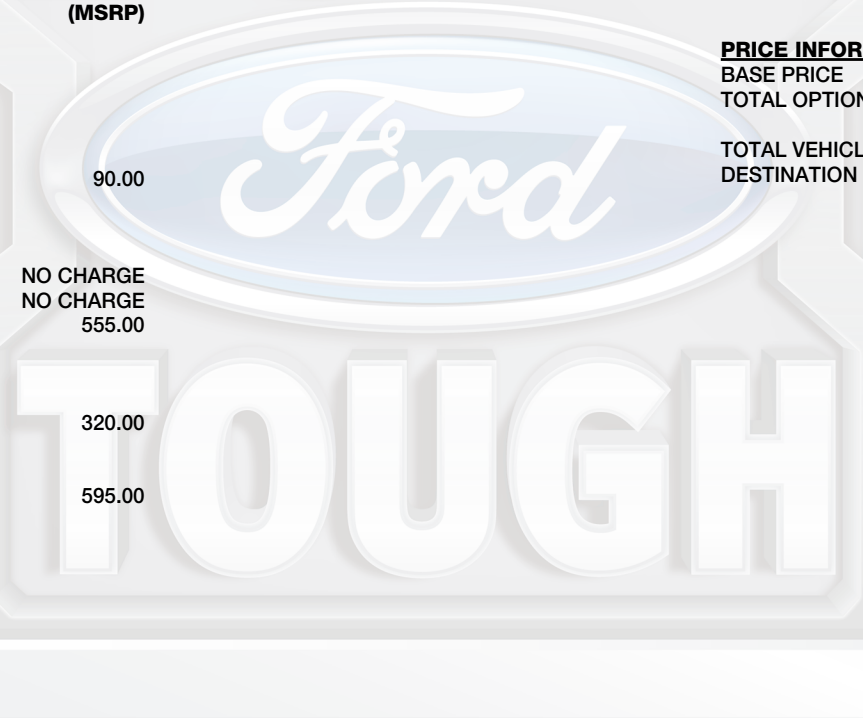 (MSRP)
PRICE INFOR
BASE PRICE
TOTAL OPTION
TOTAL VEHICL
DESTINATION
90.00
Ford
NO CHARGE
NO CHARGE
555.00
TOUGH
320.00
595.00